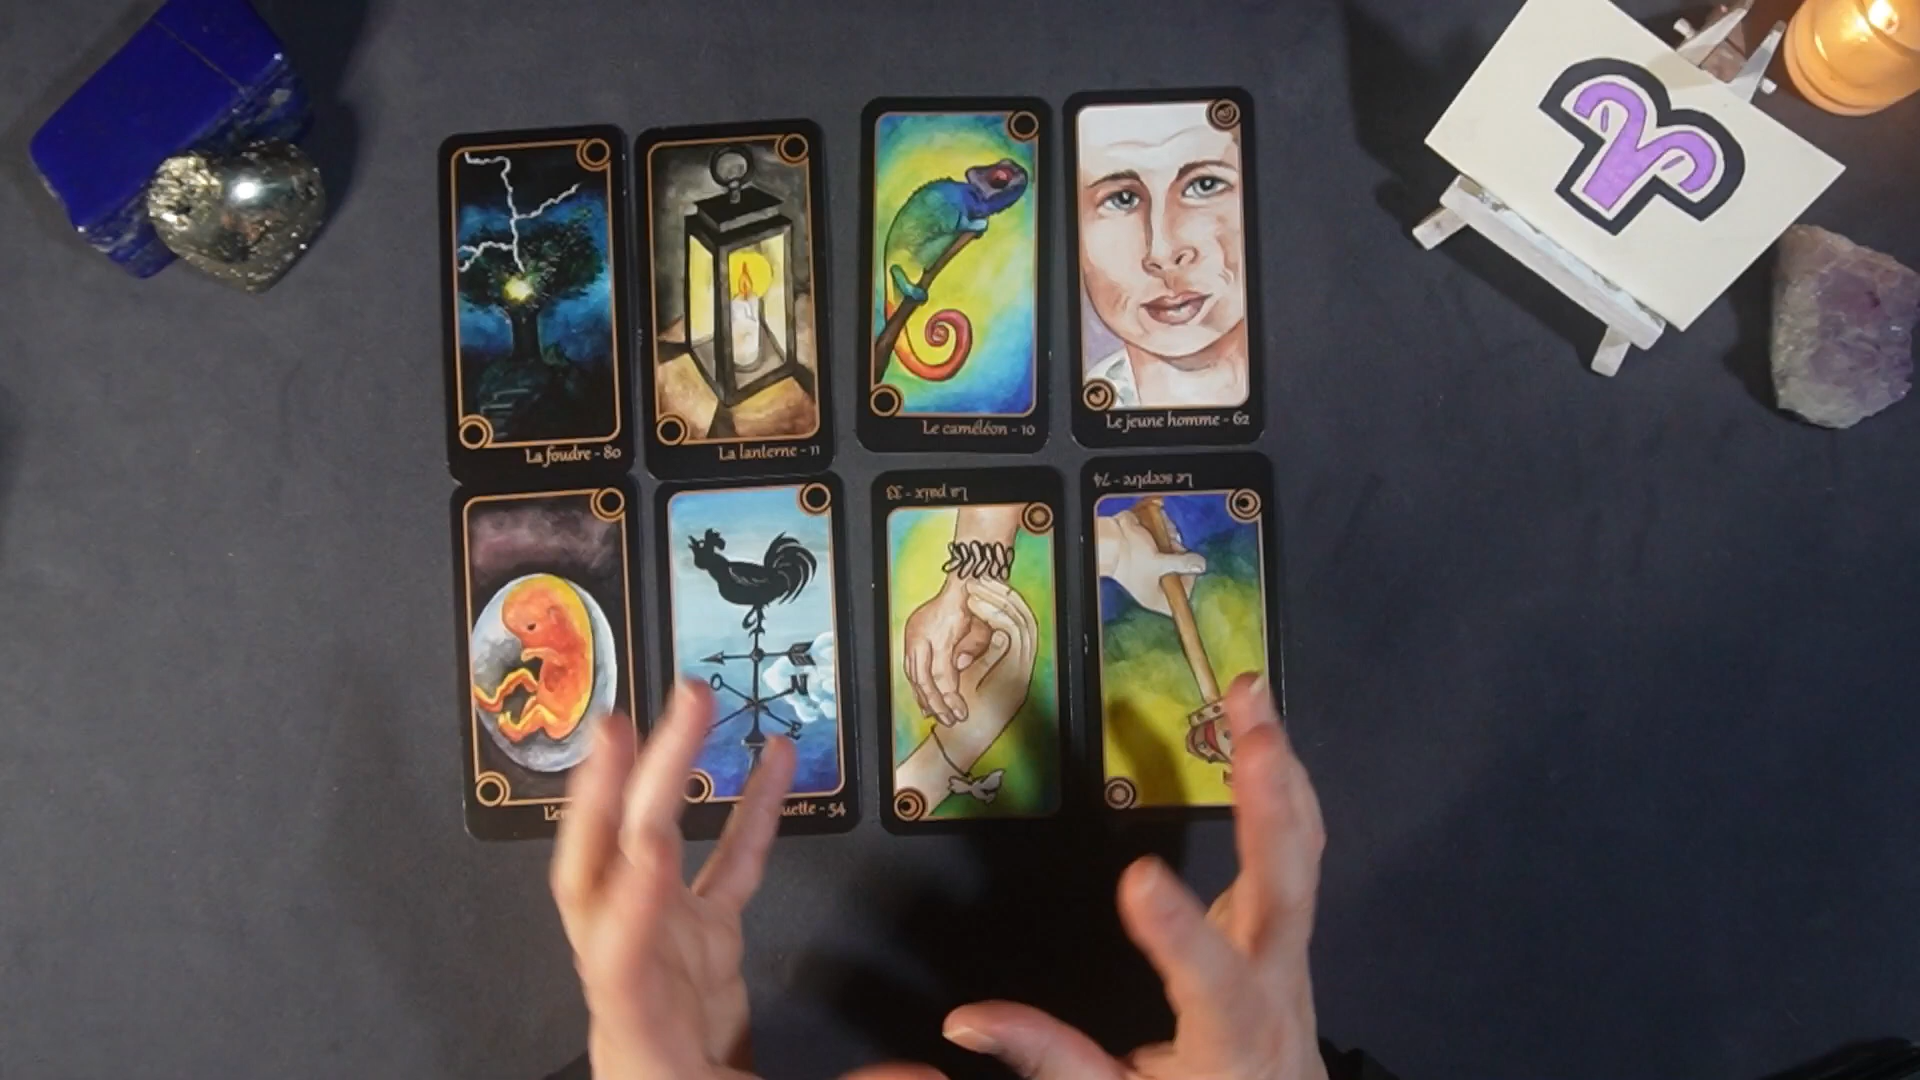 La foudre - 80
La lanterne - 11
Le caméléon - 10
Le jeune homme - 62
La paix - 33
Le sceptre - 74
- 54
N
O